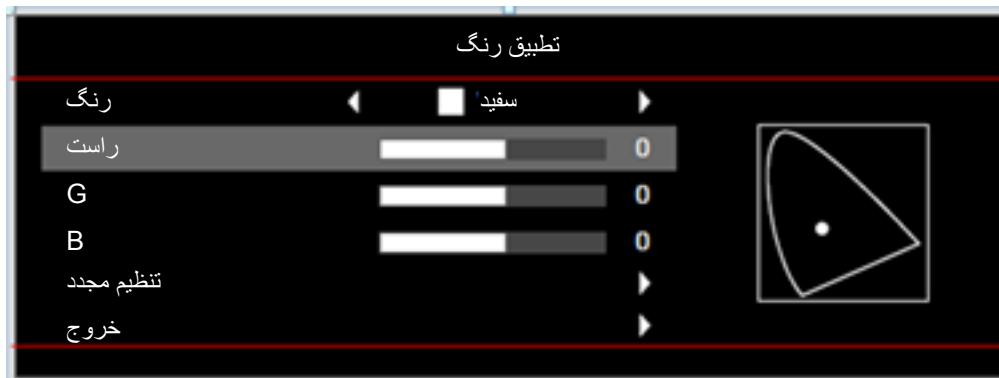 تطبیق رنگ
رنگ سفید
راست 0
G 0
B 0
تنظیم مجدد
خروج